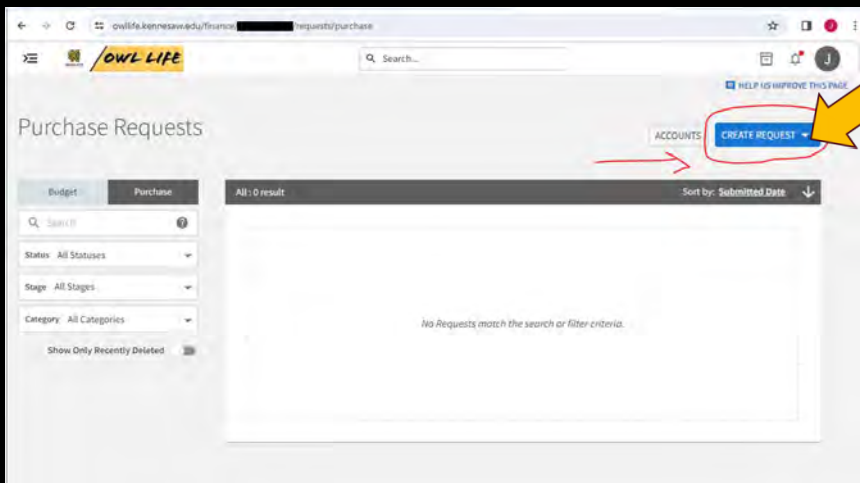 owllife.kennesaw.edu/finance/ /requests/purchase
J
OWL LIFE
Search...
J
HELP US IMPROVE THIS PAGE
Purchase Requests
ACCOUNTS
CREATE REQUEST
Budget
Purchase
All : 0 result
Sort by: Submitted Date
Search
Status All Statuses
Stage All Stages
Category All Categories
Show Only Recently Deleted
No Requests match the search or filter criteria.